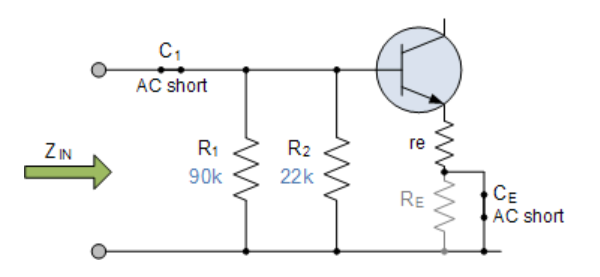 C1
AC short
ZIN
R1
90k
R2
22k
re
RE
CE
AC short